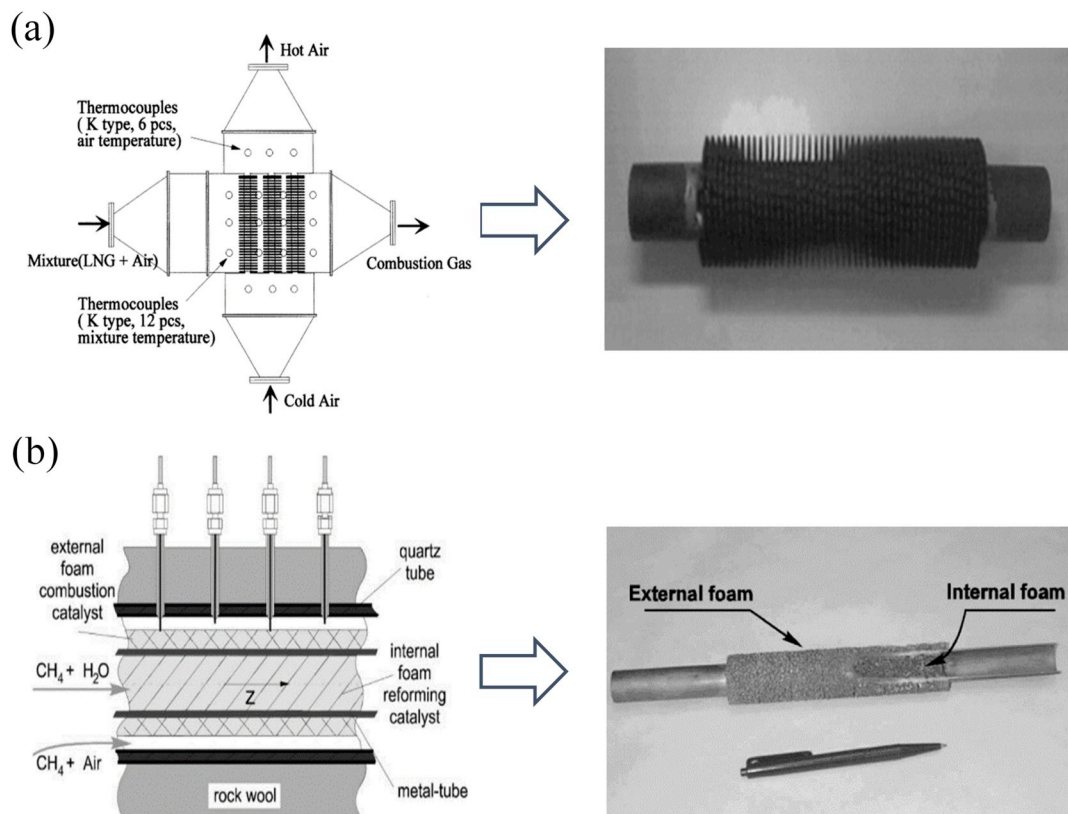 (a)
Hot Air
Thermocouples
( K type, 6 pcs,
air temperature)
Mixture(LNG + Air)
Combustion Gas
Thermocouples
( K type, 12 pcs,
mixture temperature)
Cold Air
(b)
external
foam
combustion
catalyst
quartz
tube
CH4 + H2O
Z
internal
foam
reforming
catalyst
CH4 + Air
rock wool
metal-tube
External foam
Internal foam